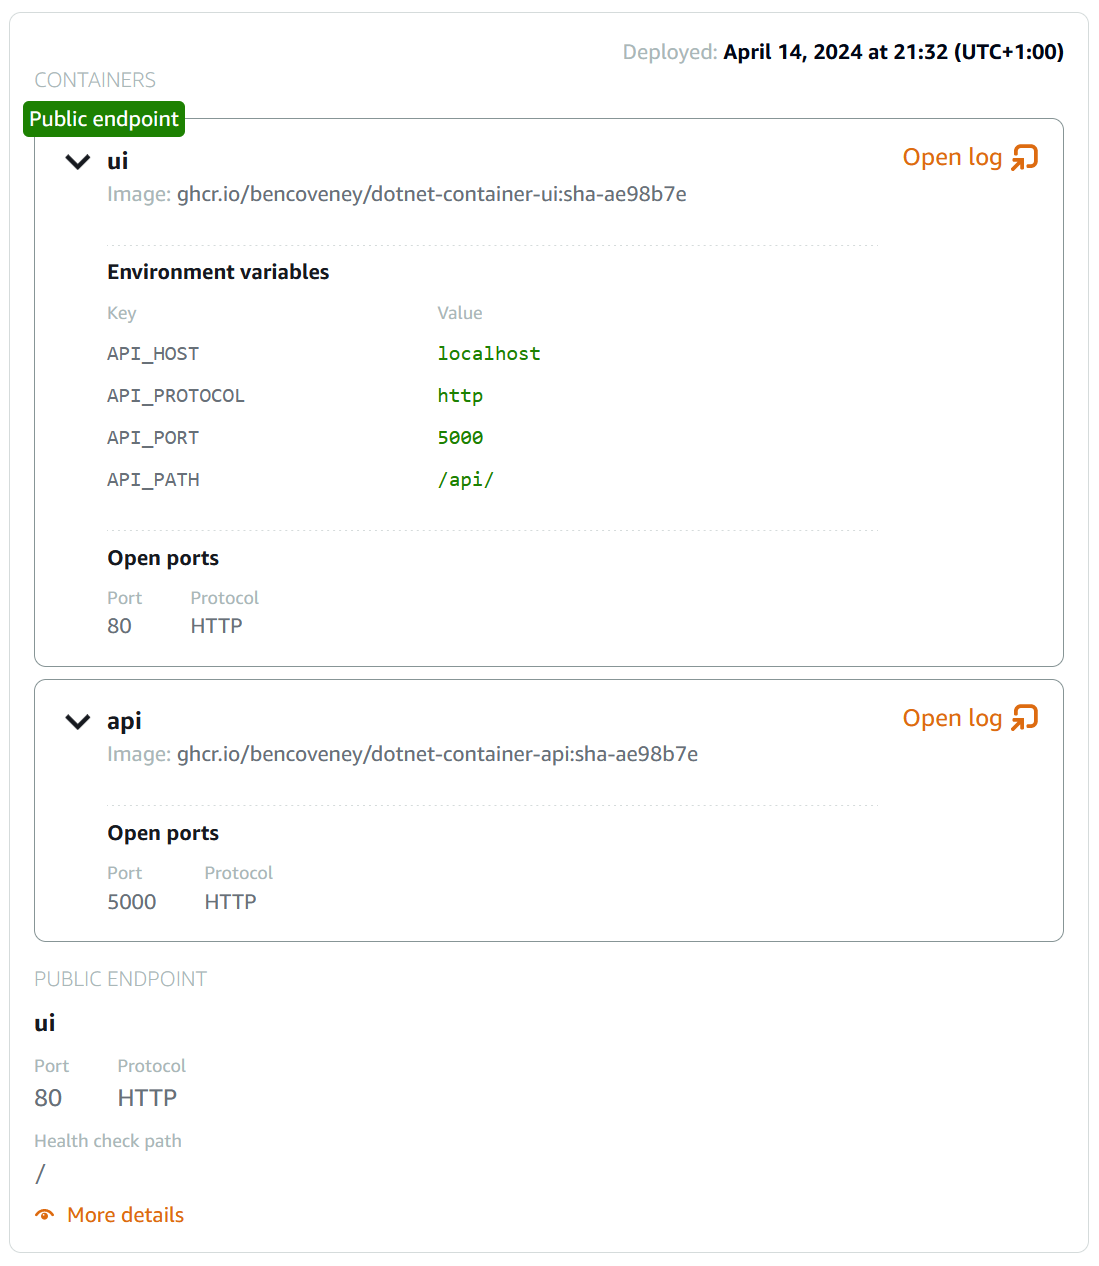 Deployed: April 14, 2024 at 21:32 (UTC+1:00)
CONTAINERS
Public endpoint
ui
Open log
Image: ghcr.io/bencoveney/dotnet-container-ui:sha-ae98b7e
Environment variables
Key Value
API_HOST localhost
API_PROTOCOL http
API_PORT 5000
API_PATH /api/
Open ports
Port Protocol
80 HTTP
api
Open log
Image: ghcr.io/bencoveney/dotnet-container-api:sha-ae98b7e
Open ports
Port Protocol
5000 HTTP
PUBLIC ENDPOINT
ui
Port Protocol
80 HTTP
Health check path
/
More details